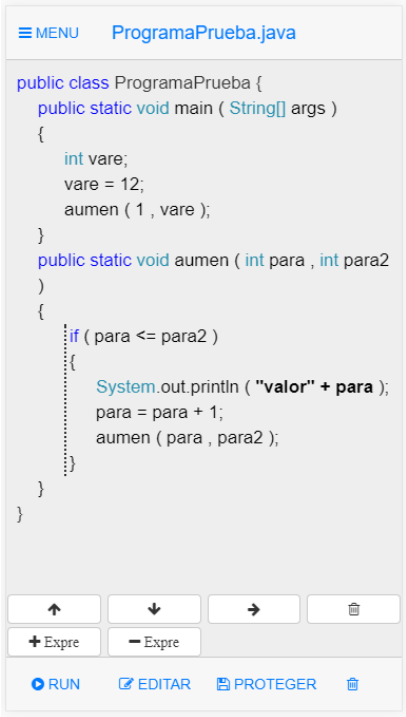 MENU ProgramaPrueba.java
public class ProgramaPrueba {
public static void main ( String[] args )
{
int vare;
vare = 12;
aumen ( 1 , vare );
}
public static void aumen ( int para , int para2
)
{
if ( para <= para2 )
{
System.out.println ( "valor" + para );
para = para + 1;
aumen ( para , para2 );
}
}
}
+ Expre − Expre
RUN EDITAR PROTEGER